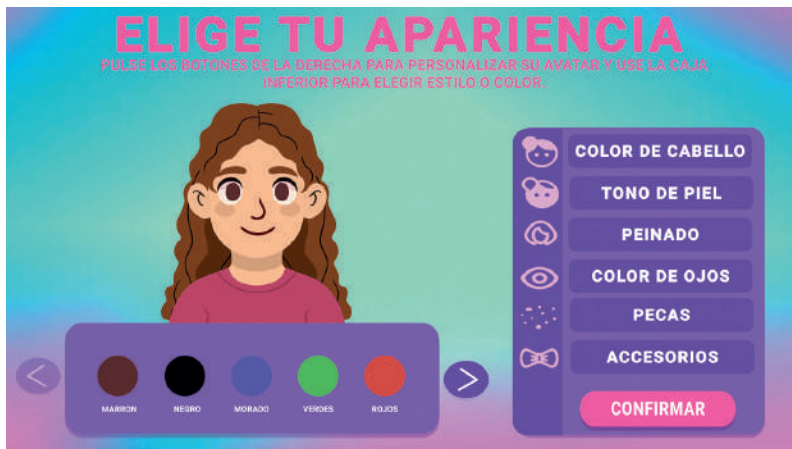 ELIGE TU APARIENCIA
PULSE LOS BOTONES DE LA DERECHA PARA PERSONALIZAR SU AVATAR Y USE LA CAJA
INFERIOR PARA ELEGIR ESTILO O COLOR.
COLOR DE CABELLO
TONO DE PIEL
PEINADO
COLOR DE OJOS
PECAS
ACCESORIOS
CONFIRMAR
MARRON
NEGRO
MORADO
VERDES
ROJOS